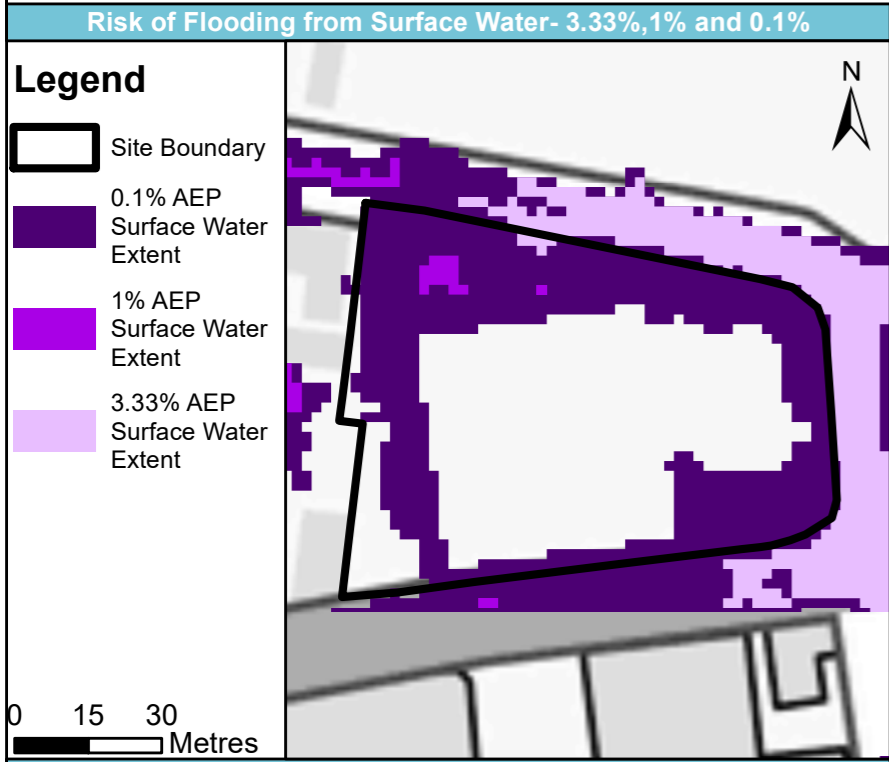 Risk of Flooding from Surface Water- 3.33%,1% and 0.1%
Legend
Site Boundary
0.1% AEP
Surface Water
Extent
1% AEP
Surface Water
Extent
3.33% AEP
Surface Water
Extent
N
0 15 30
Metres